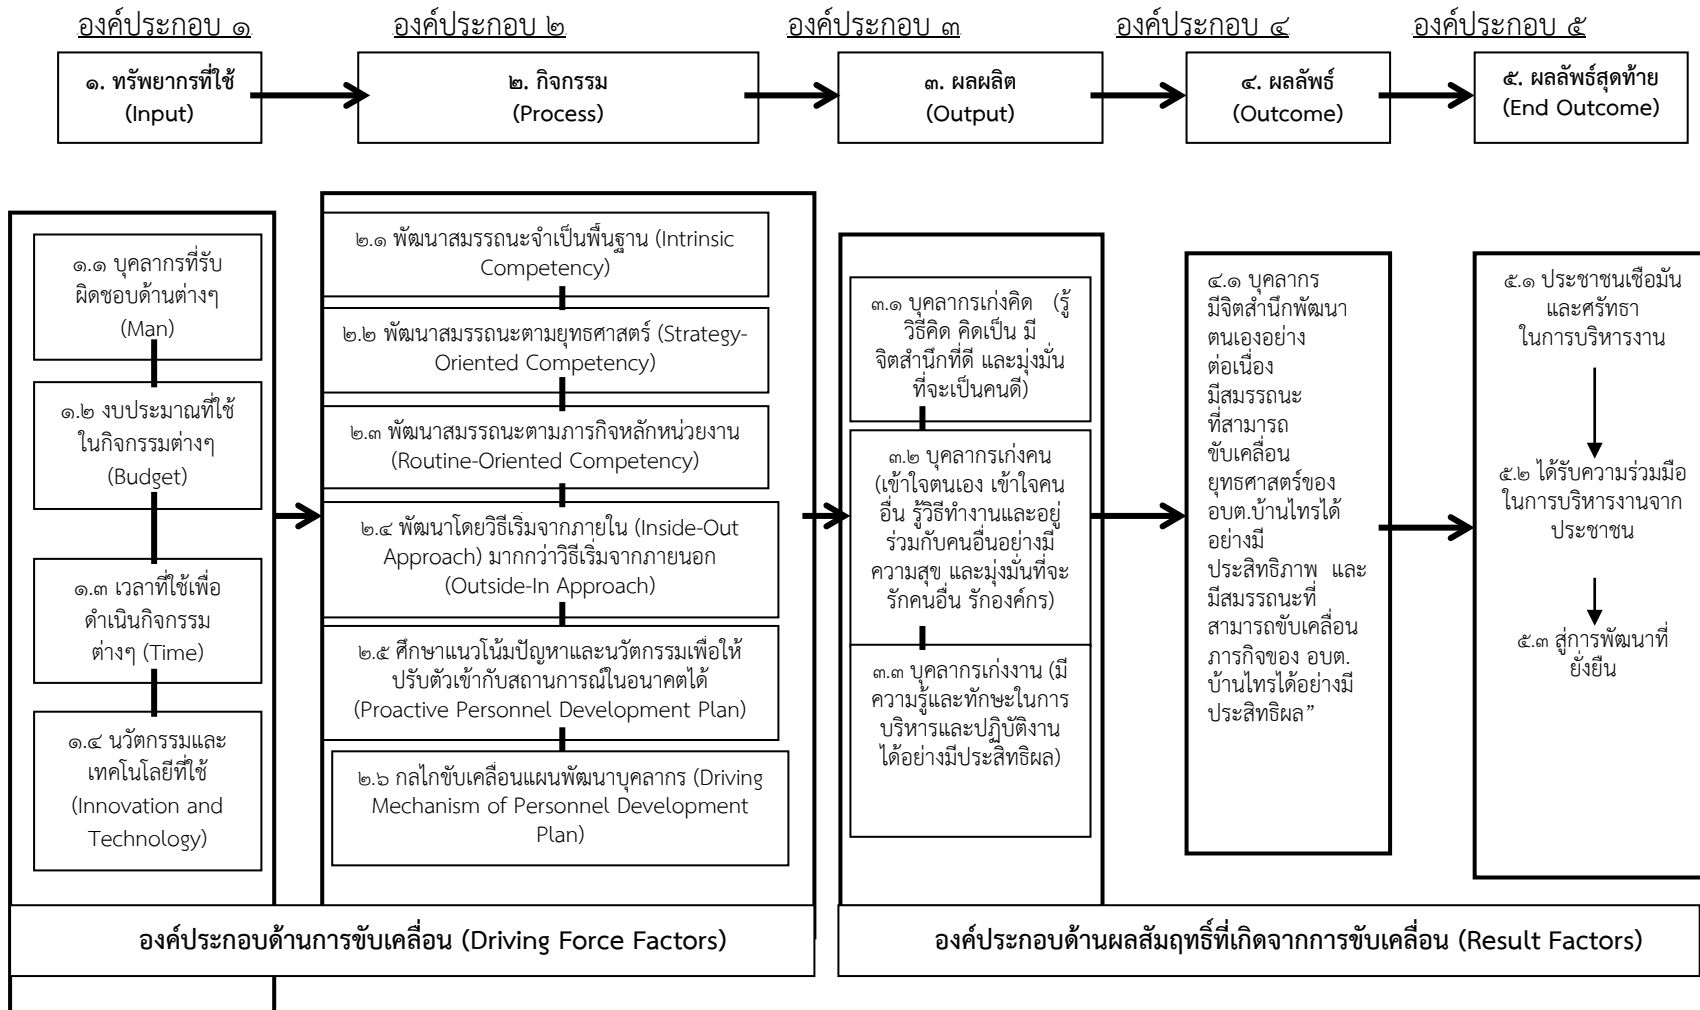 องค์ประกอบ ๑
องค์ประกอบ ๒
องค์ประกอบ ๓
องค์ประกอบ ๔
องค์ประกอบ ๕
๑. ทรัพยากรที่ใช้
(Input)
๒. กิจกรรม
(Process)
๓. ผลผลิต
(Output)
๔. ผลลัพธ์
(Outcome)
๕. ผลลัพธ์สุดท้าย
(End Outcome)
๑.๑ บุคลากรที่รับ
ผิดชอบด้านต่างๆ
(Man)
๑.๒ งบประมาณที่ใช้
ในกิจกรรมต่างๆ
(Budget)
๑.๓ เวลาที่ใช้เพื่อ
ดำเนินกิจกรรม
ต่างๆ (Time)
๑.๔ นวัตกรรมและ
เทคโนโลยีที่ใช้
(Innovation and
Technology)
๒.๑ พัฒนาสมรรถนะจำเป็นพื้นฐาน (Intrinsic
Competency)
๒.๒ พัฒนาสมรรถนะตามยุทธศาสตร์ (Strategy-
Oriented Competency)
๒.๓ พัฒนาสมรรถนะตามภารกิจหลักหน่วยงาน
(Routine-Oriented Competency)
๒.๔ พัฒนาโดยวิธีเริ่มจากภายใน (Inside-Out
Approach) มากกว่าวิธีเริ่มจากภายนอก
(Outside-In Approach)
๒.๕ ศึกษาแนวโน้มปัญหาและนวัตกรรมเพื่อให้
ปรับตัวเข้ากับสถานการณ์ในอนาคตได้
(Proactive Personnel Development Plan)
๒.๖ กลไกขับเคลื่อนแผนพัฒนาบุคลากร (Driving
Mechanism of Personnel Development
Plan)
๓.๑ บุคลากรเก่งคิด (รู้
วิธีคิด คิดเป็น มี
จิตสำนึกที่ดี และมุ่งมั่น
ที่จะเป็นคนดี)
๓.๒ บุคลากรเก่งคน
(เข้าใจตนเอง เข้าใจคน
อื่น รู้วิธีทำงานและอยู่
ร่วมกับคนอื่นอย่างมี
ความสุข และมุ่งมั่นที่จะ
รักคนอื่น รักองค์กร)
๓.๓ บุคลากรเก่งงาน (มี
ความรู้และทักษะในการ
บริหารและปฏิบัติงาน
ได้อย่างมีประสิทธิผล)
๔.๑ บุคลากร
มีจิตสำนึกพัฒนา
ตนเองอย่าง
ต่อเนื่อง
มีสมรรถนะ
ที่สามารถ
ขับเคลื่อน
ยุทธศาสตร์ของ
อบต.บ้านไทรได้
อย่างมี
ประสิทธิภาพ และ
มีสมรรถนะที่
สามารถขับเคลื่อน
ภารกิจของ อบต.
บ้านไทรได้อย่างมี
ประสิทธิผล”
๕.๑ ประชาชนเชื่อมั่น
และศรัทธา
ในการบริหารงาน
๕.๒ ได้รับความร่วมมือ
ในการบริหารงานจาก
ประชาชน
๕.๓ สู่การพัฒนาที่
ยั่งยืน
องค์ประกอบด้านการขับเคลื่อน (Driving Force Factors)
องค์ประกอบด้านผลสัมฤทธิ์ที่เกิดจากการขับเคลื่อน (Result Factors)